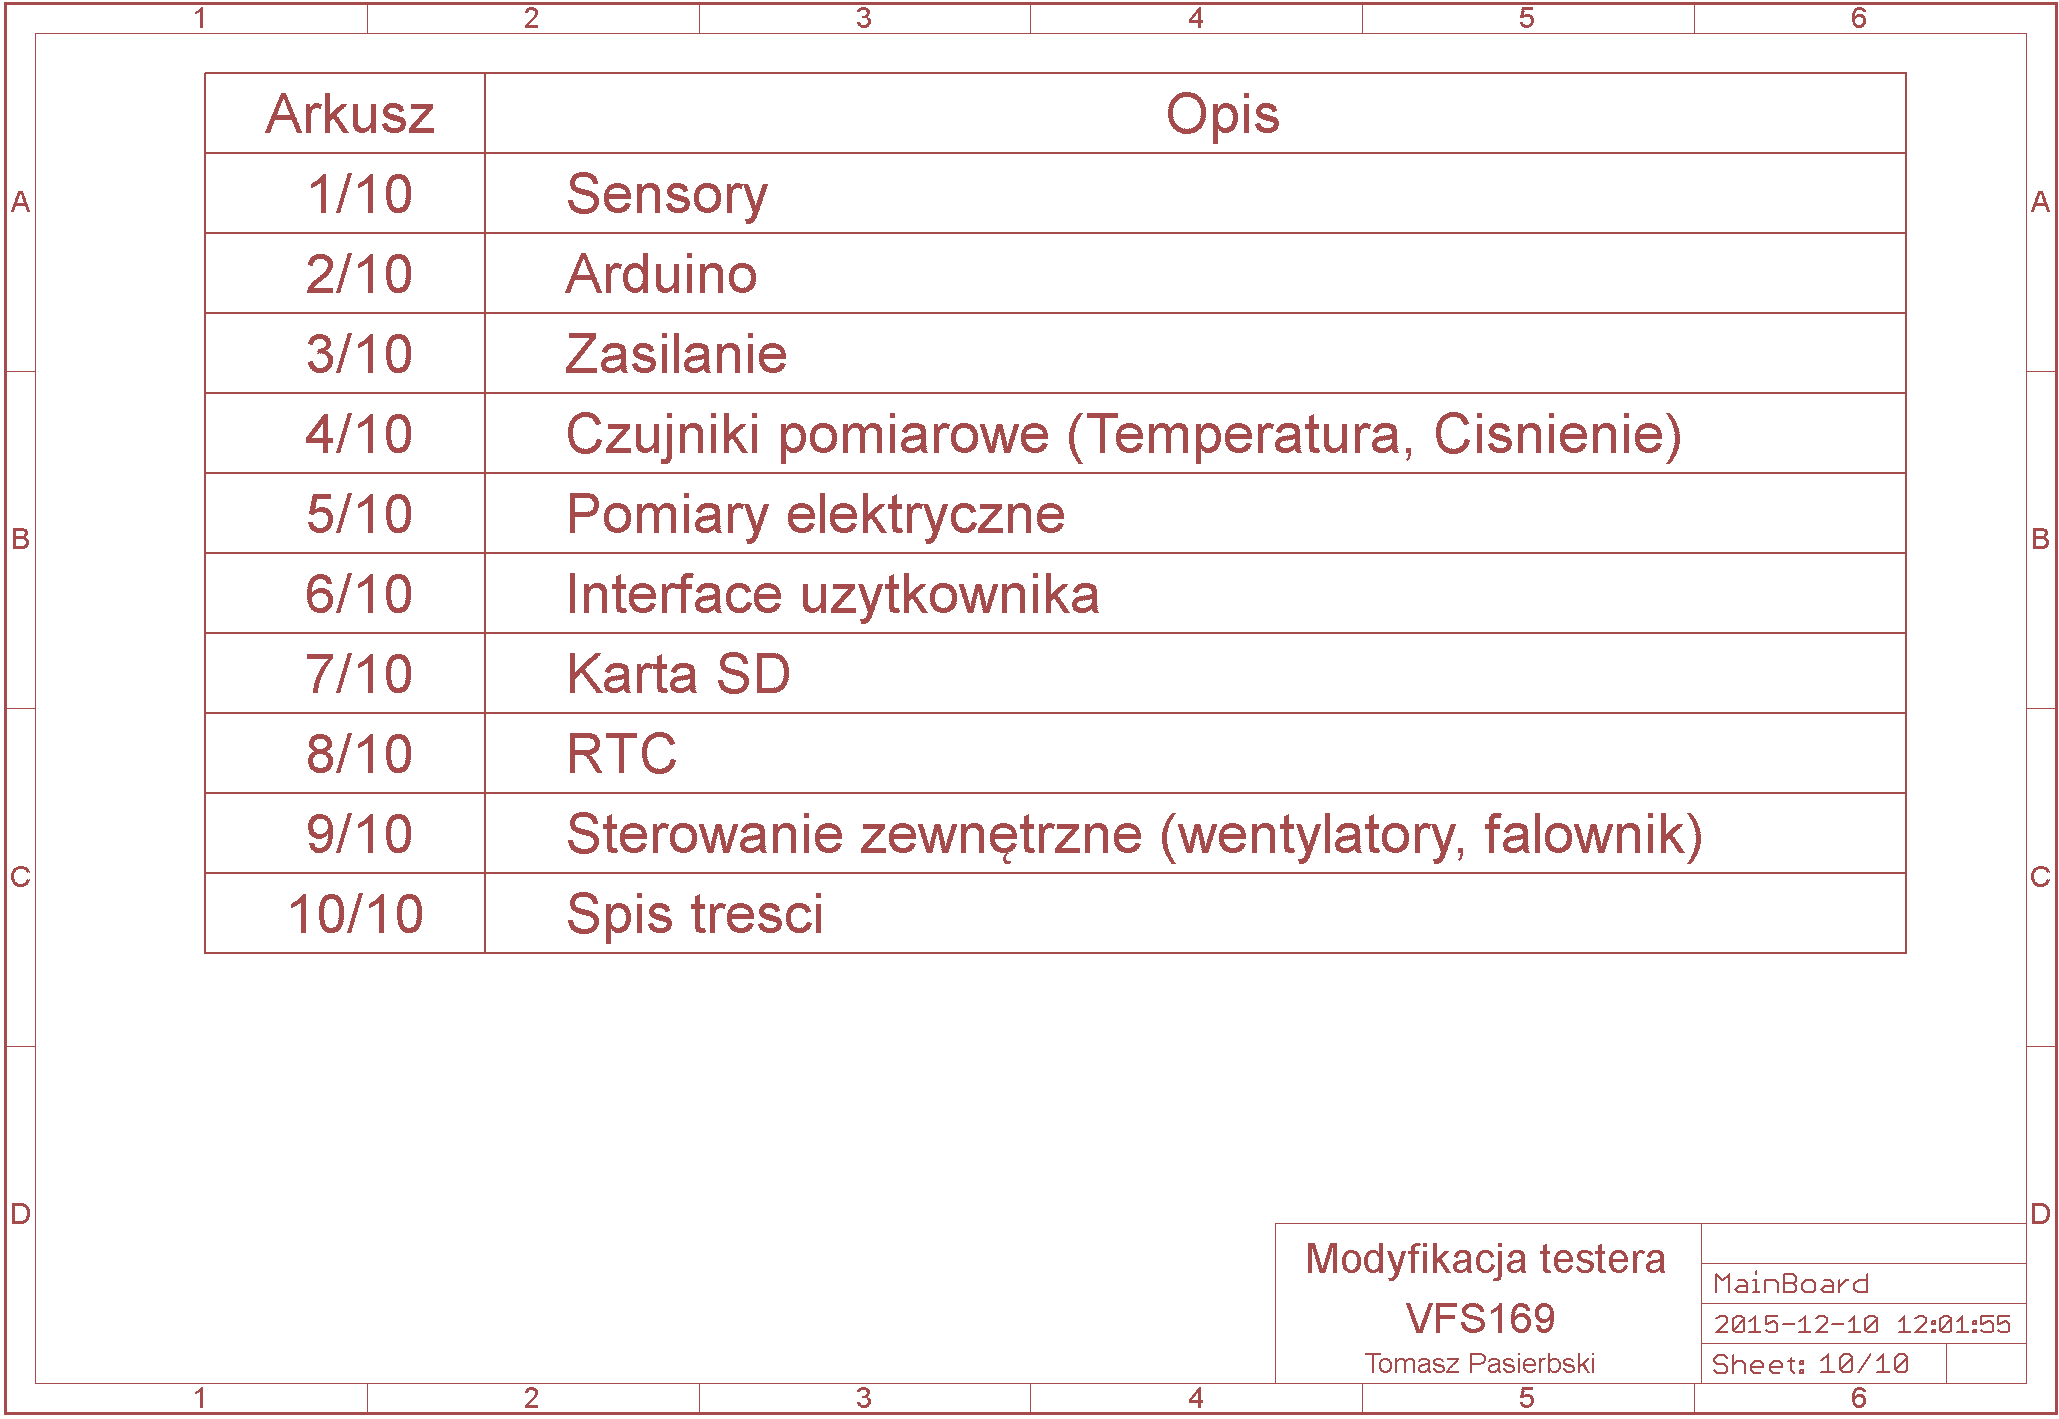 1 2 3 4 5 6
Arkusz Opis
1/10 Sensory
A A
2/10 Arduino
3/10 Zasilanie
4/10 Czujniki pomiarowe (Temperatura, Cisnienie)
5/10 Pomiary elektryczne
B B
6/10 Interface uzytkownika
7/10 Karta SD
8/10 RTC
9/10 Sterowanie zewnętrzne (wentylatory, falownik)
C C
10/10 Spis tresci
D D
Modyfikacja testera
VFS169
Tomasz Pasierbski
MainBoard
2015-12-10 12:01:55
Sheet: 10/10
1 2 3 4 5 6